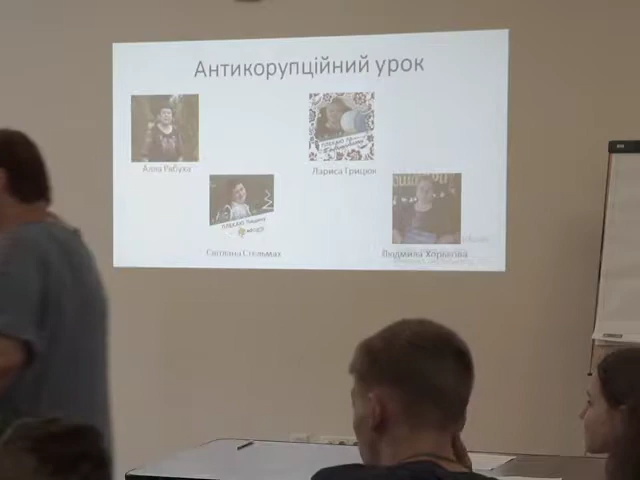 Антикорупційний урок
Алла Рябуха
Лариса Грицюк
Світлана Стельмах
Людмила